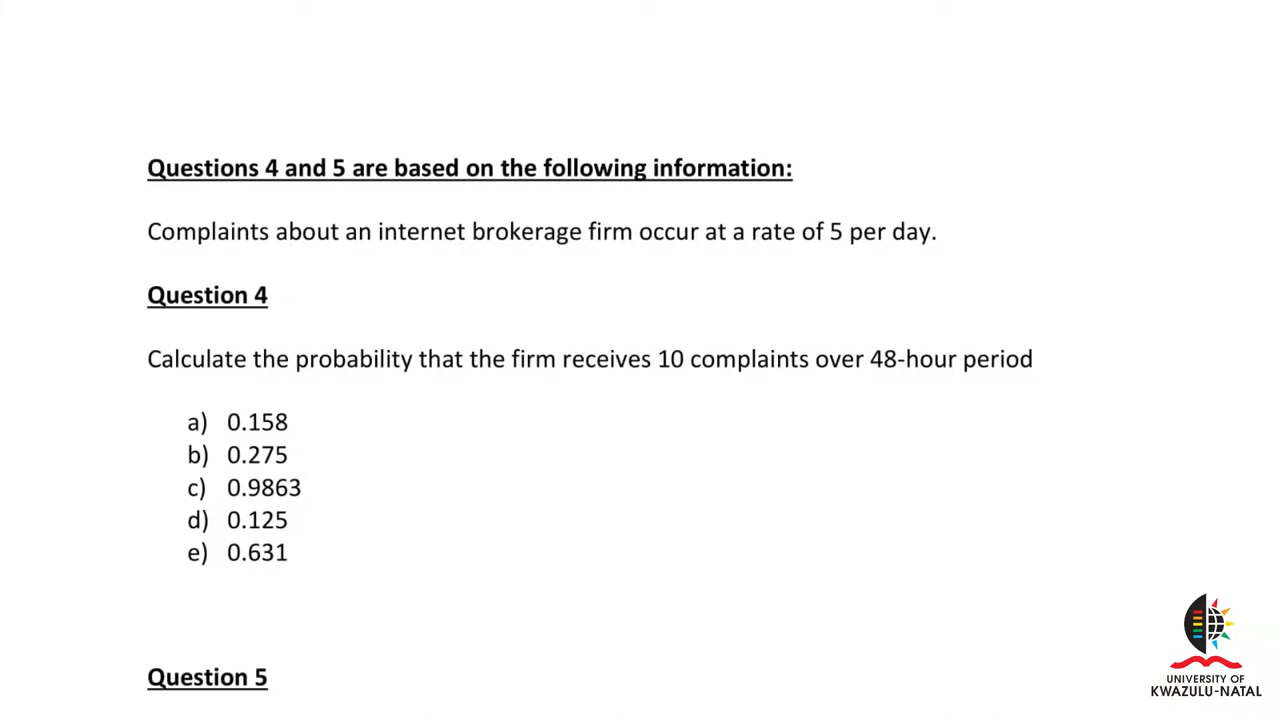 Questions 4 and 5 are based on the following information:
Complaints about an internet brokerage firm occur at a rate of 5 per day.
Question 4
Calculate the probability that the firm receives 10 complaints over 48-hour period
a) 0.158
b) 0.275
c) 0.9863
d) 0.125
e) 0.631
Question 5
UNIVERSITY OF
KWAZULU-NATAL